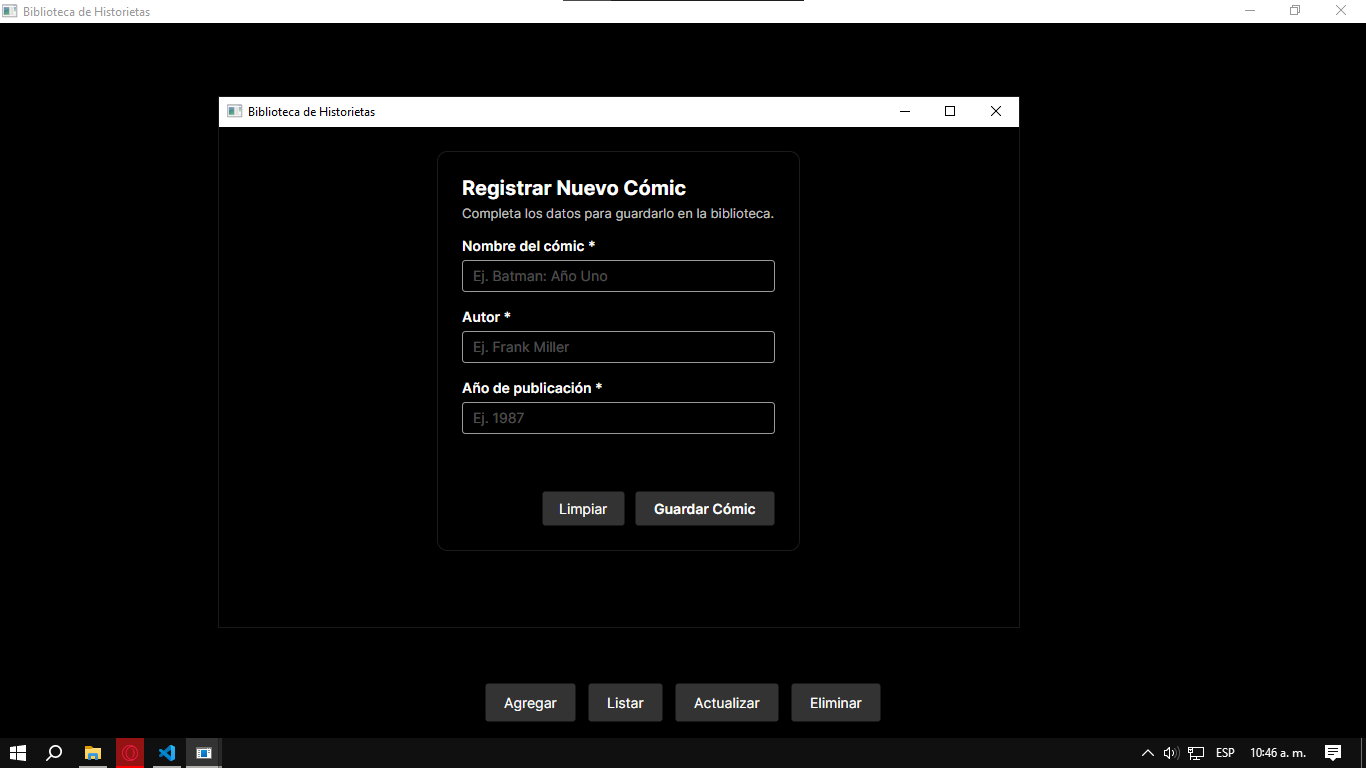 Biblioteca de Historietas
Biblioteca de Historietas
Registrar Nuevo Cómic
Completa los datos para guardarlo en la biblioteca.
Nombre del cómic *
Ej. Batman: Año Uno
Autor *
Ej. Frank Miller
Año de publicación *
Ej. 1987
Limpiar Guardar Cómic
Agregar Listar Actualizar Eliminar
ESP 10:46 a. m.